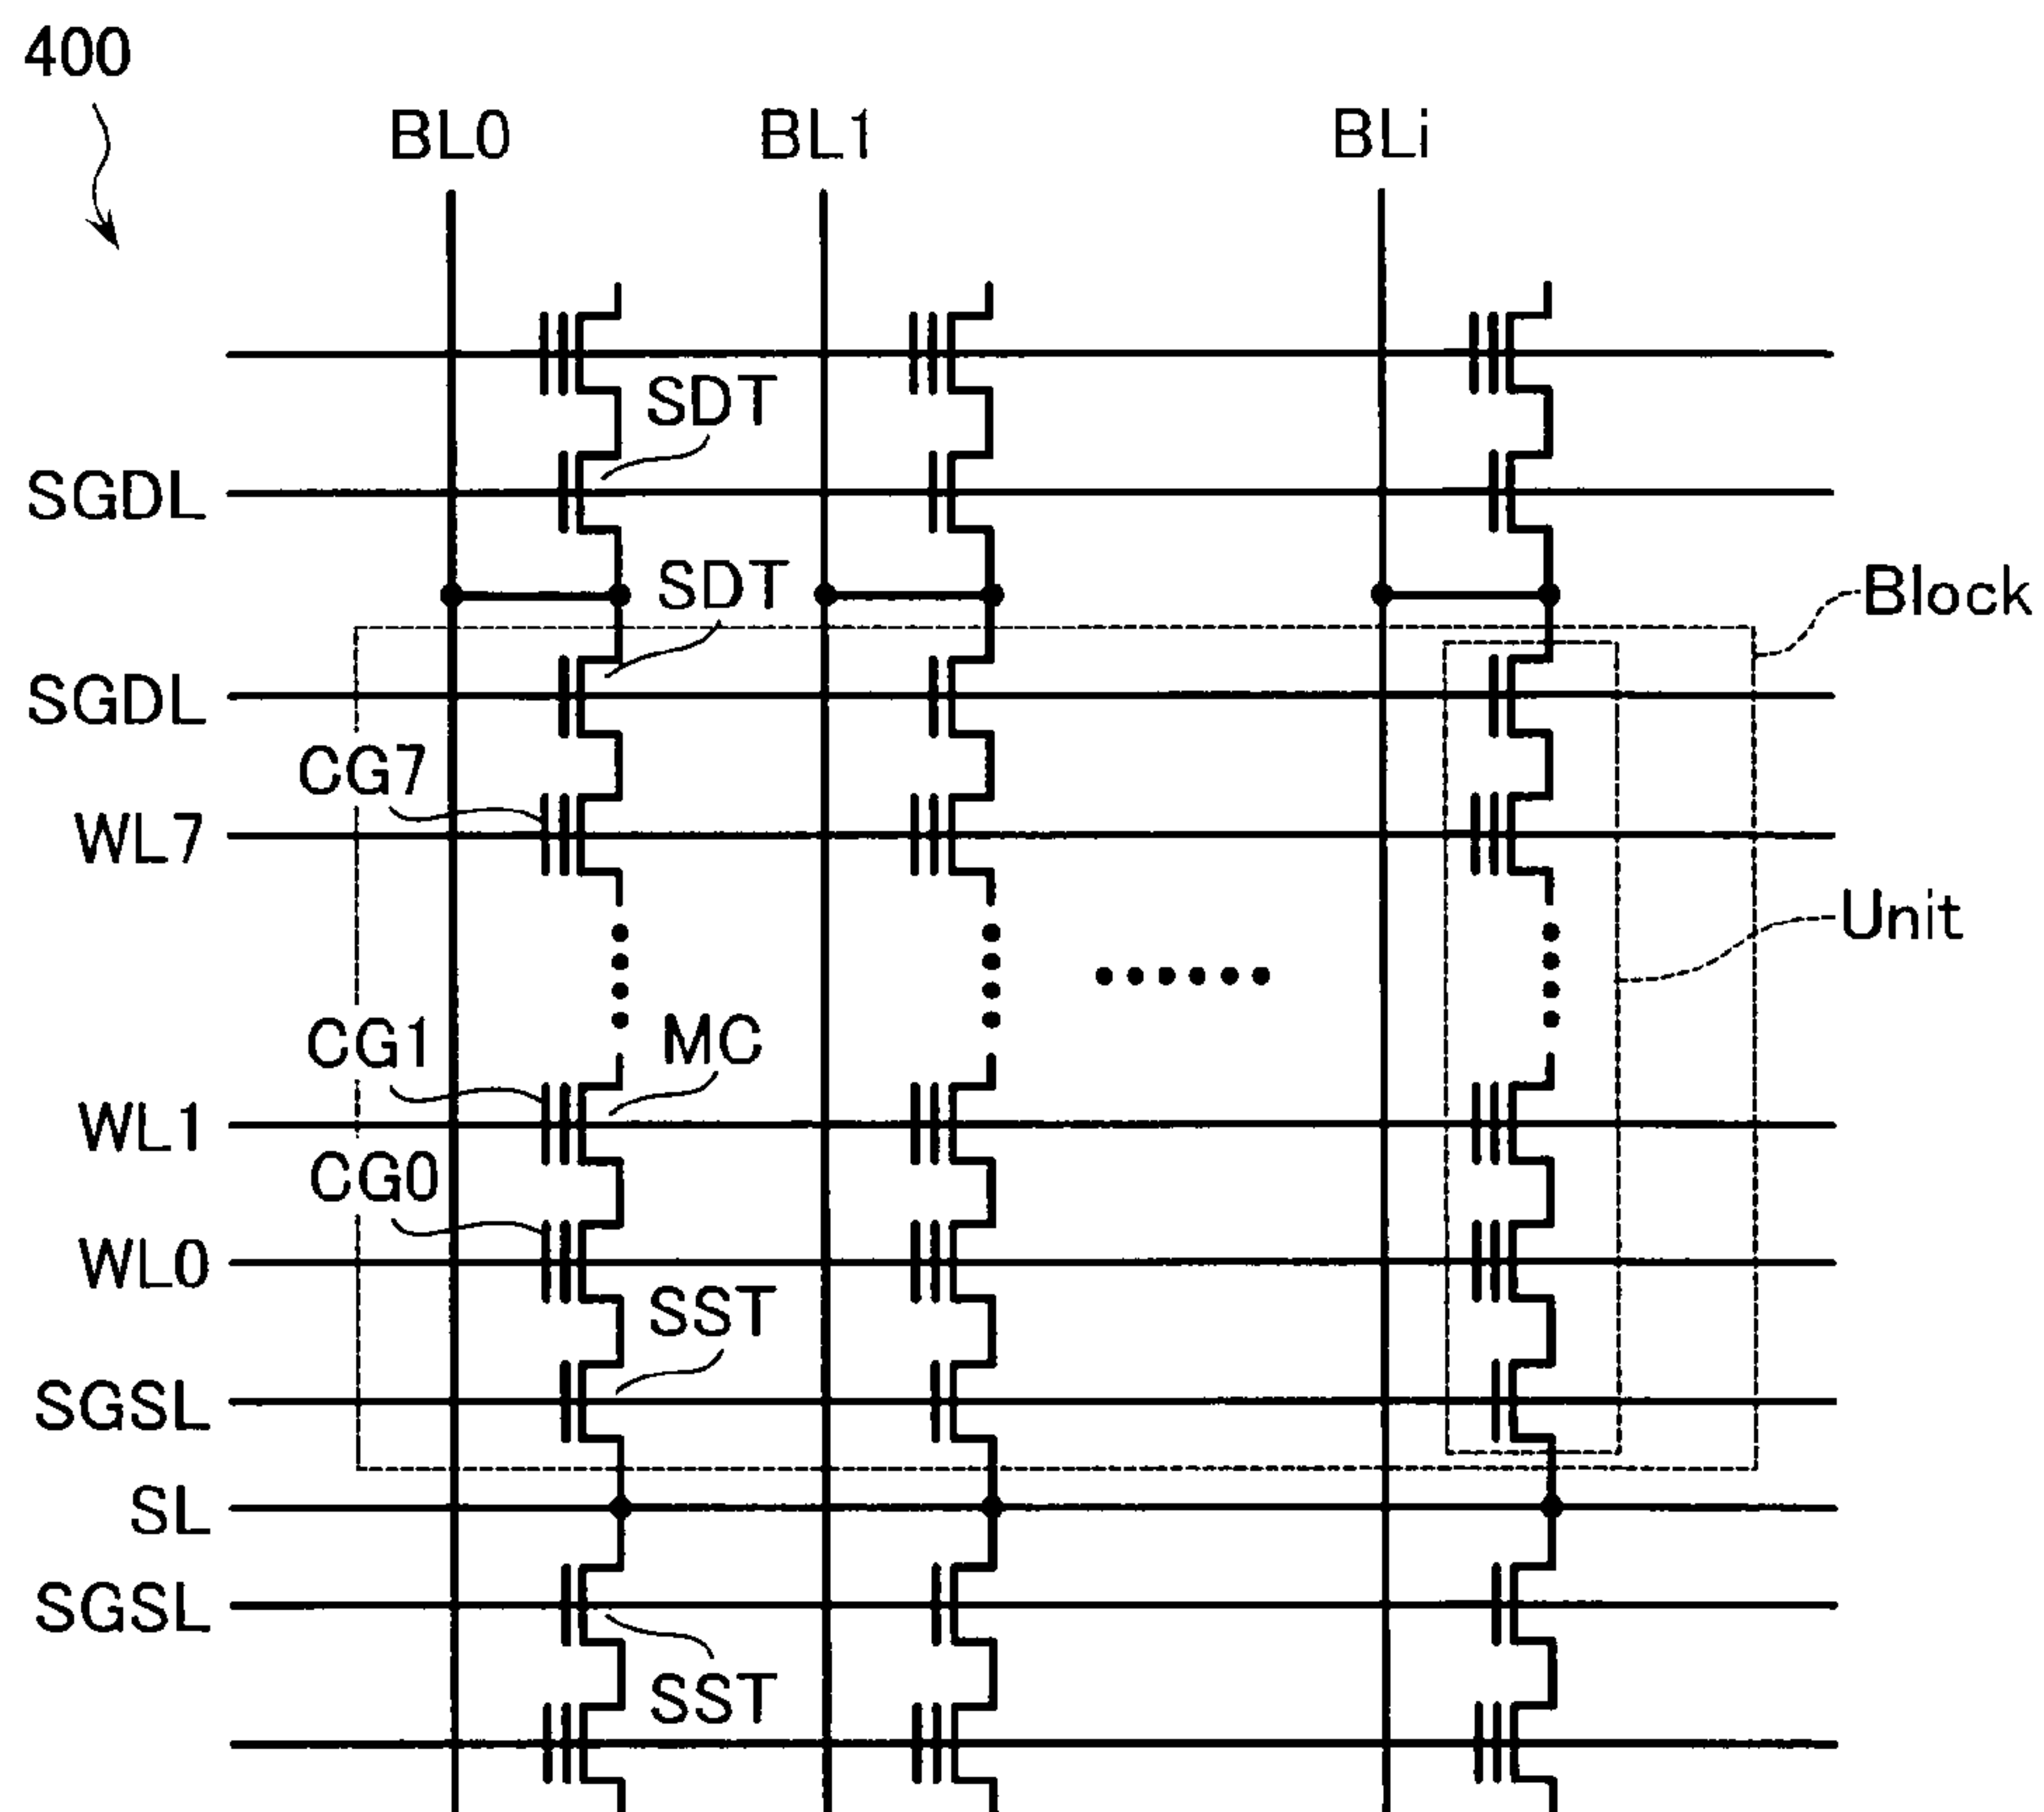 400
BL0 BL1 BLi
SDT
SGDL
SDT
Block
SGDL
CG7
WL7
Unit
CG1 MC
WL1
CG0
WL0
SST
SGSL
SL
SGSL
SST